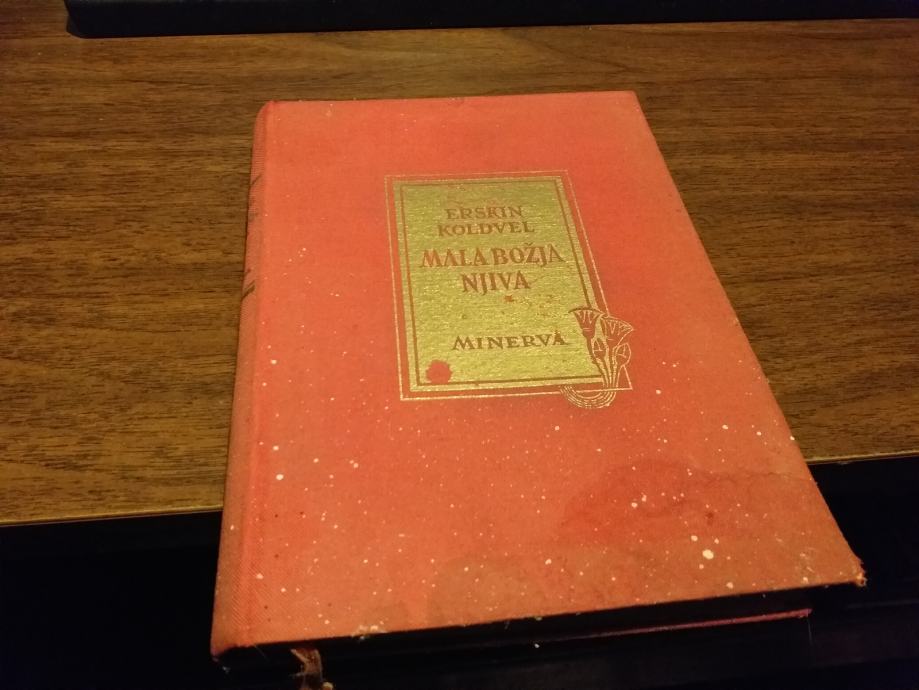 ERSKIN
KOLDVEL
MALA BOŽJA
NJIVA
MINERVA